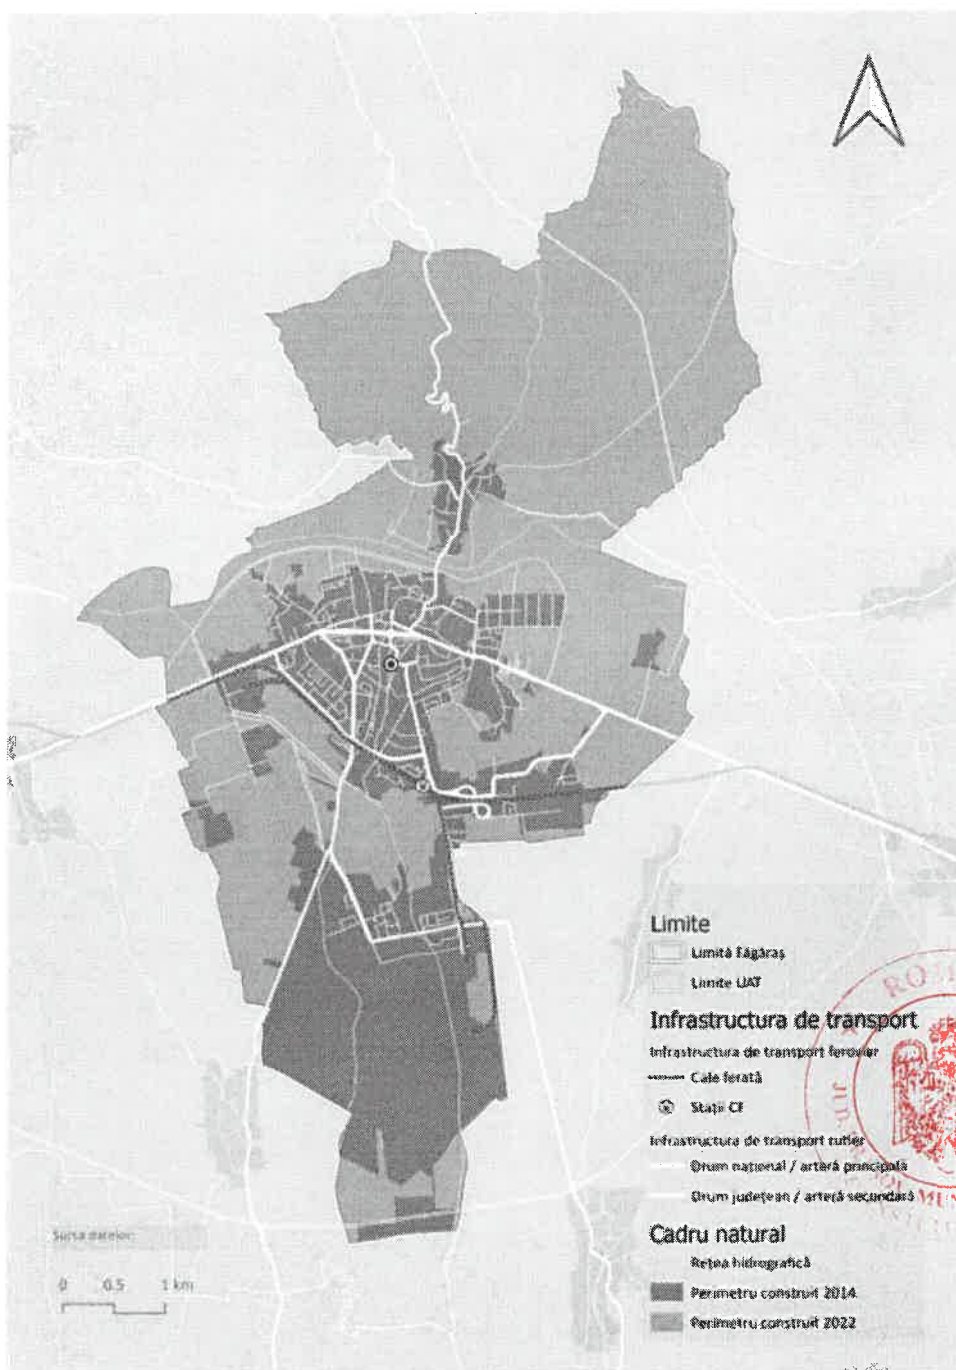 Limite
Limită Făgăraș
Limite UAT
Infrastructura de transport
Infrastructura de transport feroviar
Cale ferată
Stații CF
Infrastructura de transport rutier
Drum național / arteră principală
Drum județean / arteră secundară
Cadru natural
Rețea hidrografică
Perimetru construit 2014
Perimetru construit 2022
Sursa datelor:
0 0.5 1 km